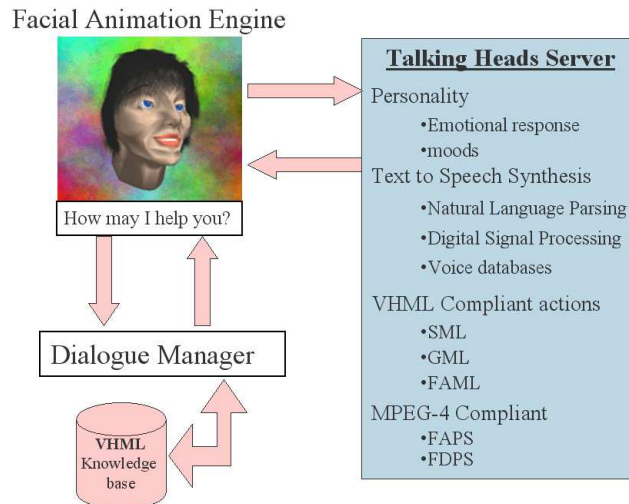 Facial Animation Engine
How may I help you?
Dialogue Manager
VHML
Knowledge
base
Talking Heads Server
Personality
•Emotional response
•moods
Text to Speech Synthesis
•Natural Language Parsing
•Digital Signal Processing
•Voice databases
VHML Compliant actions
•SML
•GML
•FAML
MPEG-4 Compliant
•FAPS
•FDPS